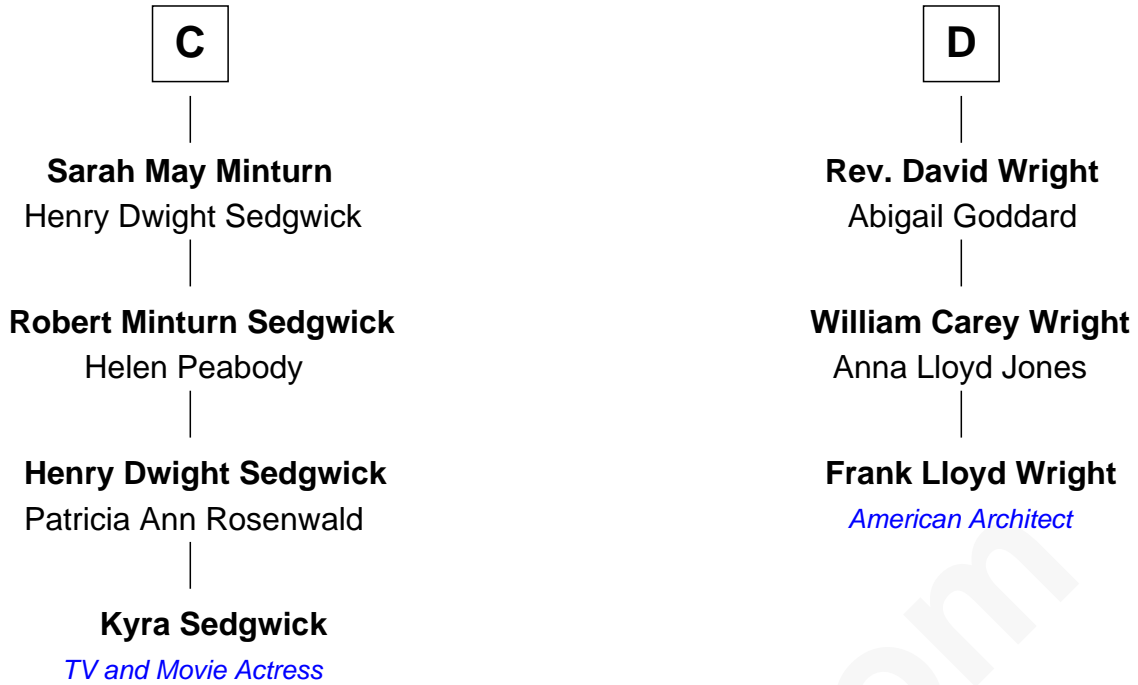 C
Sarah May Minturn
Henry Dwight Sedgwick
Robert Minturn Sedgwick
Helen Peabody
Henry Dwight Sedgwick
Patricia Ann Rosenwald
Kyra Sedgwick
TV and Movie Actress
D
Rev. David Wright
Abigail Goddard
William Carey Wright
Anna Lloyd Jones
Frank Lloyd Wright
American Architect
om